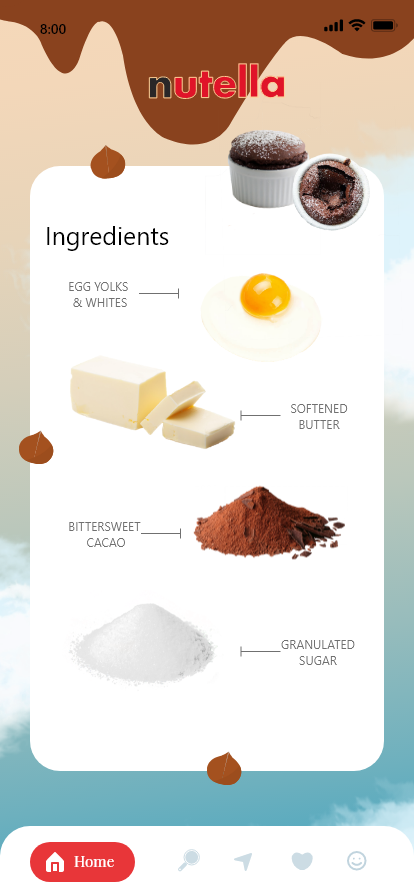 8:00
nutella
Ingredients
EGG YOLKS
& WHITES
SOFTENED
BUTTER
BITTERSWEET
CACAO
GRANULATED
SUGAR
Home